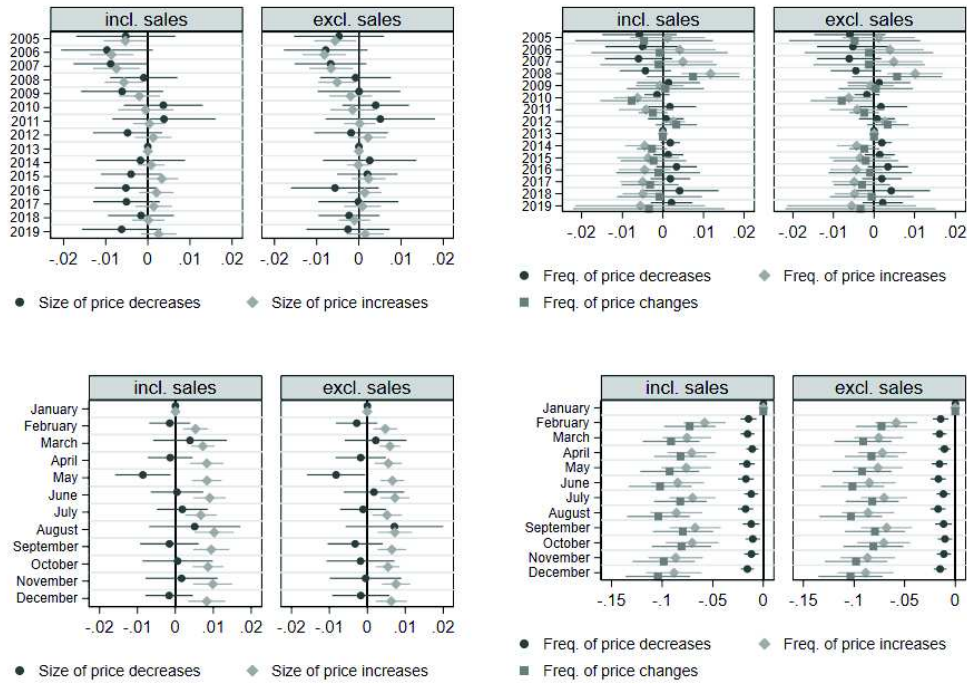 incl. sales
excl. sales
2005
2006
2007
2008
2009
2010
2011
2012
2013
2014
2015
2016
2017
2018
2019
-.02 -.01 0 .01 .02
-.02 -.01 0 .01 .02
Size of price decreases
Size of price increases
incl. sales
excl. sales
2005
2006
2007
2008
2009
2010
2011
2012
2013
2014
2015
2016
2017
2018
2019
-.02 -.01 0 .01 .02
-.02 -.01 0 .01 .02
Freq. of price decreases
Freq. of price increases
Freq. of price changes
incl. sales
excl. sales
January
February
March
April
May
June
July
August
September
October
November
December
-.02 -.01 0 .01 .02
-.02 -.01 0 .01 .02
Size of price decreases
Size of price increases
incl. sales
excl. sales
January
February
March
April
May
June
July
August
September
October
November
December
-.15 -.1 -.05 0
-.15 -.1 -.05 0
Freq. of price decreases
Freq. of price increases
Freq. of price changes